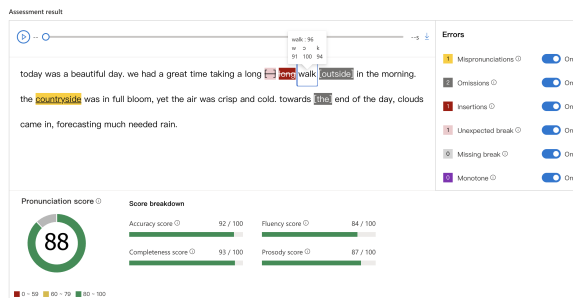 Assessment result
--
--s
walk : 96
w ɔ k
91 100 94
today was a beautiful day. we had a great time taking a long [ ] long walk [outside] in the morning.
the countryside was in full bloom, yet the air was crisp and cold. towards [the] end of the day, clouds
came in, forecasting much needed rain.
Errors
1 Mispronunciations On
2 Omissions On
1 Insertions On
1 Unexpected break On
0 Missing break On
0 Monotone On
Pronunciation score
88
0 ~ 59 60 ~ 79 80 ~ 100
Score breakdown
Accuracy score 92 / 100
Fluency score 84 / 100
Completeness score 93 / 100
Prosody score 87 / 100